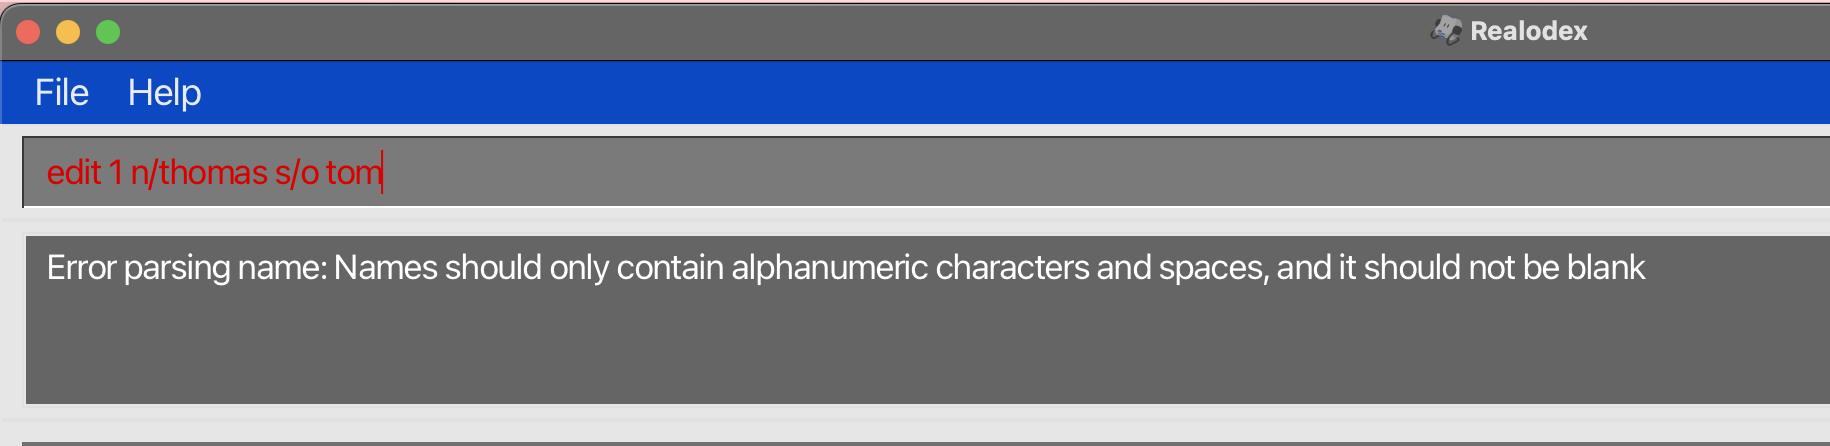 Realodex
File Help
edit 1 n/thomas s/o tom
Error parsing name: Names should only contain alphanumeric characters and spaces, and it should not be blank